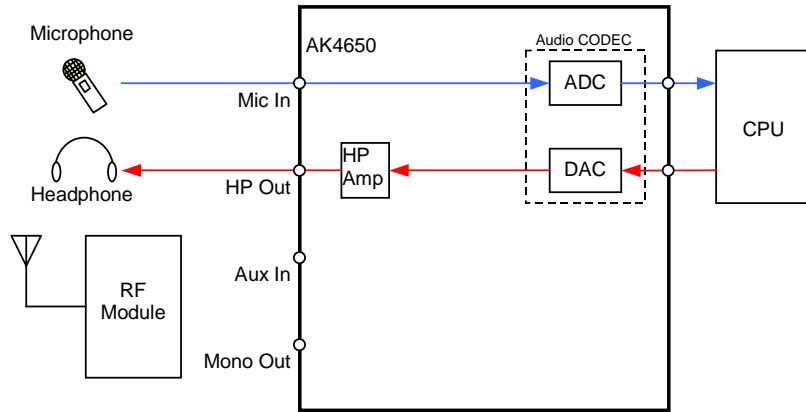 Microphone
AK4650
Audio CODEC
Mic In
ADC
CPU
HP
Amp
DAC
Headphone
HP Out
Aux In
RF
Module
Mono Out